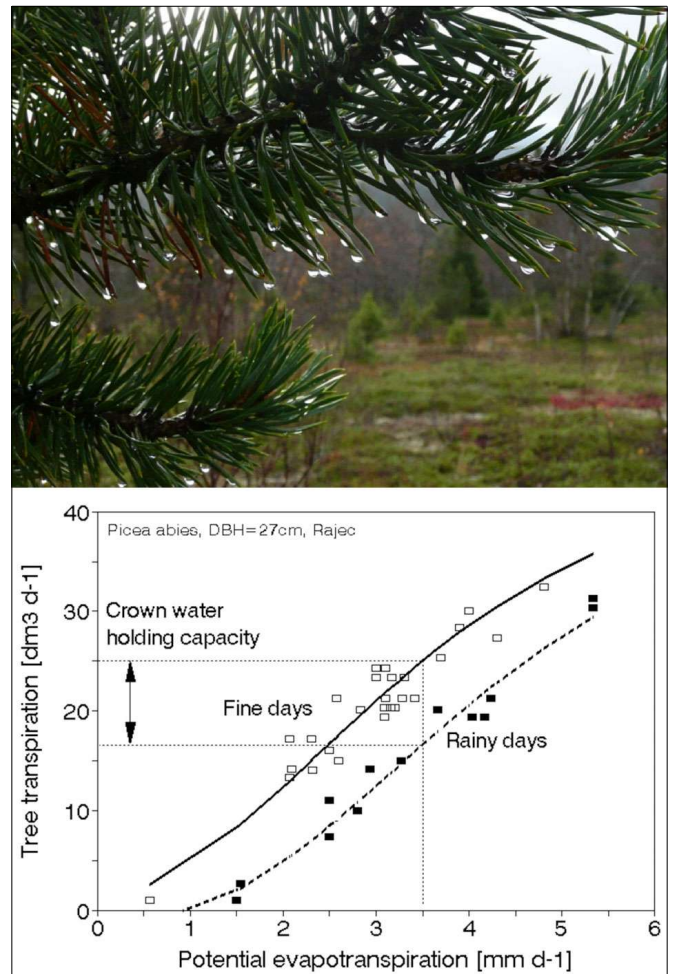 40
Picea abies, DBH=27cm, Rajec
Crown water
30
holding capacity
Fine days
20
Rainy days
10
0
0 1 2 3 4 5 6
Tree transpiration [dm3 d-1]
Potential evapotranspiration [mm d-1]